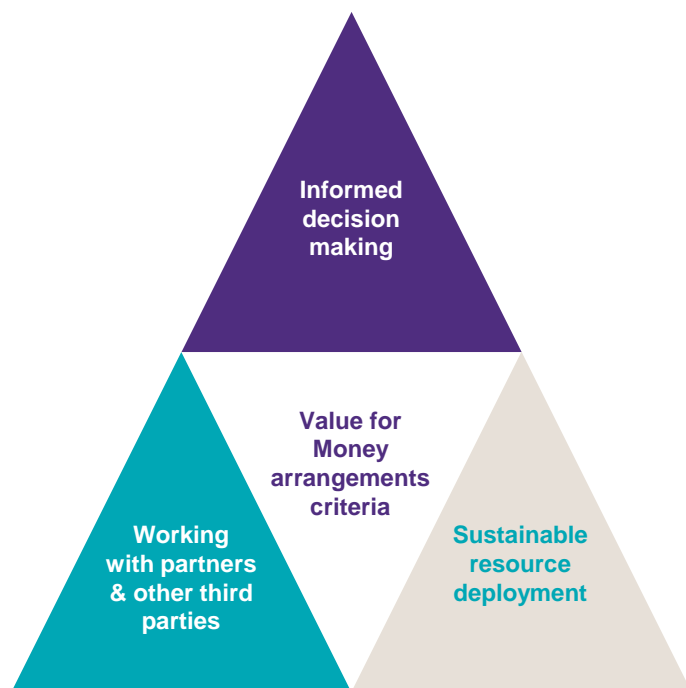 Informed
decision
making
Value for
Money
arrangements
criteria
Working
with partners
& other third
parties
Sustainable
resource
deployment